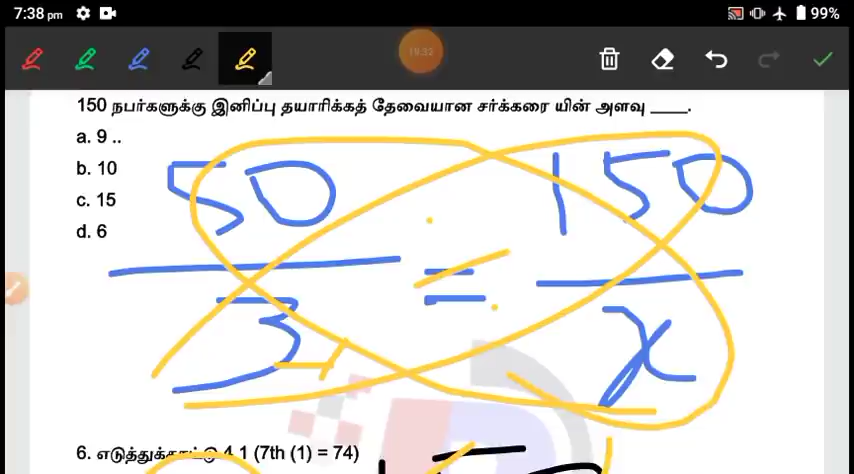 7:38 pm 99%
19:32
150 நபர்களுக்கு இனிப்பு தயாரிக்கத் தேவையான சர்க்கரை யின் அளவு ____.
a. 9 ..
b. 10
c. 15
d. 6
50 = 150
3 x
6. எடுத்துக்காட்டு 4.1 (7th (1) = 74)